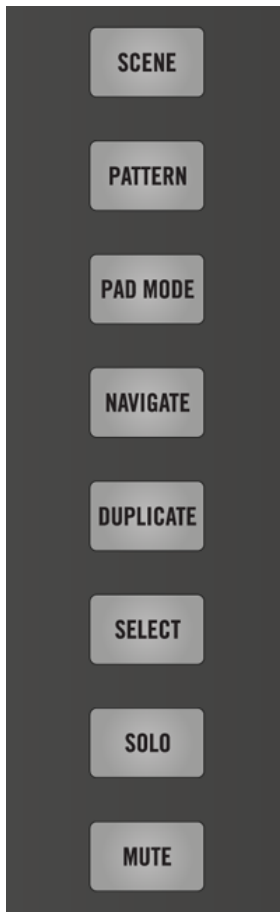 SCENE
PATTERN
PAD MODE
NAVIGATE
DUPLICATE
SELECT
SOLO
MUTE